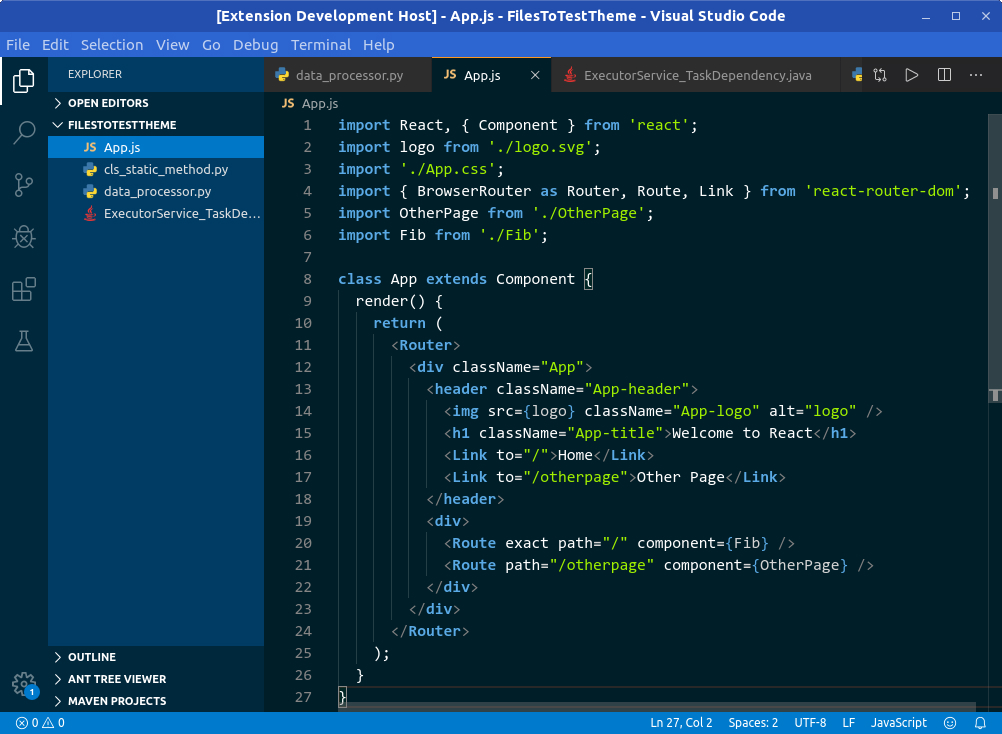 [Extension Development Host] - App.js - FilesToTestTheme - Visual Studio Code
File Edit Selection View Go Debug Terminal Help
EXPLORER
OPEN EDITORS
FILESTOTESTTHEME
JS App.js
cls_static_method.py
data_processor.py
ExecutorService_TaskDe...
OUTLINE
ANT TREE VIEWER
MAVEN PROJECTS
1
data_processor.py JS App.js ExecutorService_TaskDependency.java
JS App.js
1 import React, { Component } from 'react';
2 import logo from './logo.svg';
3 import './App.css';
4 import { BrowserRouter as Router, Route, Link } from 'react-router-dom';
5 import OtherPage from './OtherPage';
6 import Fib from './Fib';
7
8 class App extends Component {
9   render() {
10     return (
11       <Router>
12         <div className="App">
13           <header className="App-header">
14             <img src={logo} className="App-logo" alt="logo" />
15             <h1 className="App-title">Welcome to React</h1>
16             <Link to="/">Home</Link>
17             <Link to="/otherpage">Other Page</Link>
18           </header>
19           <div>
20             <Route exact path="/" component={Fib} />
21             <Route path="/otherpage" component={OtherPage} />
22           </div>
23         </div>
24       </Router>
25     );
26   }
27 }
0 0 Ln 27, Col 2 Spaces: 2 UTF-8 LF JavaScript